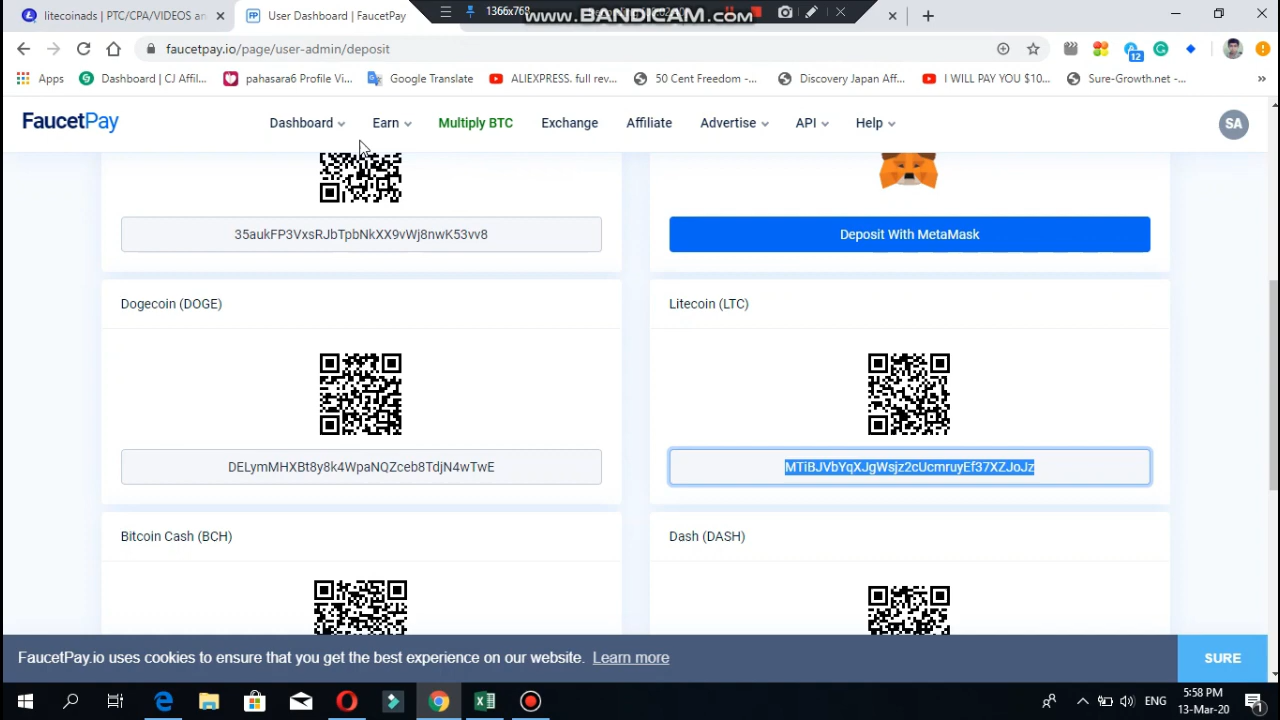 litecoinads | PTC/CPA/VIDEOS an
User Dashboard | FaucetPay
1366x768
www.BANDICAM.com
faucetpay.io/page/user-admin/deposit
12
Apps
Dashboard | CJ Affil...
pahasara6 Profile Vi...
Google Translate
ALIEXPRESS. full rev...
50 Cent Freedom -...
Discovery Japan Aff...
I WILL PAY YOU $10...
Sure-Growth.net -...
»
FaucetPay
Dashboard
Earn
Multiply BTC
Exchange
Affiliate
Advertise
API
Help
SA
35aukFP3VxsRJbTpbNkXX9vWj8nwK53vv8
Deposit With MetaMask
Dogecoin (DOGE)
Litecoin (LTC)
DELymMHXBt8y8k4WpaNQZceb8TdjN4wTwE
MTiBJVbYqXJgWsjz2cUcmruyEf37XZJoJz
Bitcoin Cash (BCH)
Dash (DASH)
FaucetPay.io uses cookies to ensure that you get the best experience on our website. Learn more
SURE
ENG
5:58 PM
13-Mar-20
1